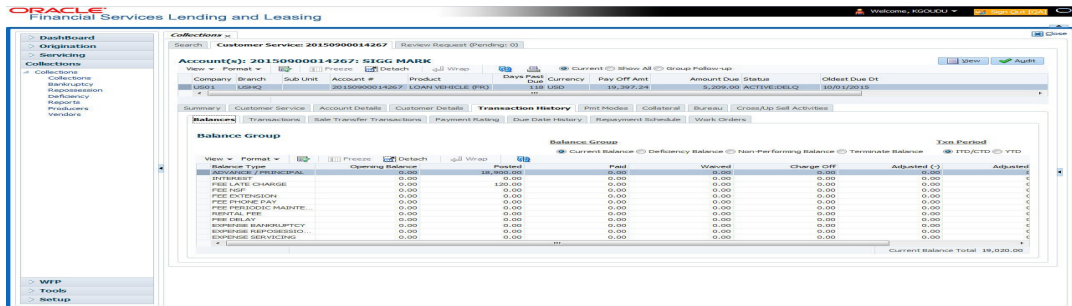 ORACLE
Financial Services Lending and Leasing
Welcome, KGOUDU
Close
DashBoard
Origination
Servicing
Collections
Collections
Collections
Bankruptcy
Repossession
Deficiency
Reports
Producers
Vendors
WFP
Tools
Setup
Collections
Search Customer Service: 20150900014267 Review Request (Pending: 0)
Account(s): 20150900014267: SIGG MARK
View Audit
View Format Freeze Detach Wrap Current Show All Group Follow-up
Company Branch Sub Unit Account # Product Days Past Due Currency Pay Off Amt Amount Due Status Oldest Due Dt
US01 USHQ 20150900014267 LOAN VEHICLE (FR) 118 USD 19,397.24 5,209.00 ACTIVE:DELQ 10/01/2015
Summary Customer Service Account Details Customer Details Transaction History Pmt Modes Collateral Bureau Cross/Up Sell Activities
Balances Transactions Sale Transfer Transactions Payment Rating Due Date History Repayment Schedule Work Orders
Balance Group
Balance Group Txn Period
Current Balance Deficiency Balance Non-Performing Balance Terminate Balance ITD/CTD YTD
View Format Freeze Detach Wrap
Balance Type Opening Balance Posted Paid Waived Charge Off Adjusted (-) Adjusted
ADVANCE / PRINCIPAL 0.00 18,900.00 0.00 0.00 0.00 0.00
INTEREST 0.00 0.00 0.00 0.00 0.00 0.00
FEE LATE CHARGE 0.00 120.00 0.00 0.00 0.00 0.00
FEE NSF 0.00 0.00 0.00 0.00 0.00 0.00
FEE EXTENSION 0.00 0.00 0.00 0.00 0.00 0.00
FEE PHONE PAY 0.00 0.00 0.00 0.00 0.00 0.00
FEE PERIODIC MAINTE... 0.00 0.00 0.00 0.00 0.00 0.00
RENTAL FEE 0.00 0.00 0.00 0.00 0.00 0.00
FEE DELAY 0.00 0.00 0.00 0.00 0.00 0.00
EXPENSE BANKRUPTCY 0.00 0.00 0.00 0.00 0.00 0.00
EXPENSE REPOSESSIO... 0.00 0.00 0.00 0.00 0.00 0.00
EXPENSE SERVICING 0.00 0.00 0.00 0.00 0.00 0.00
Current Balance Total 19,020.00